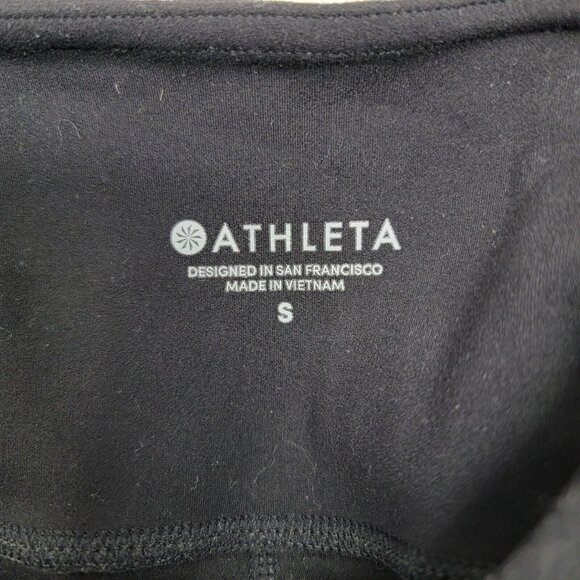 ATHLETA
DESIGNED IN SAN FRANCISCO
MADE IN VIETNAM
S